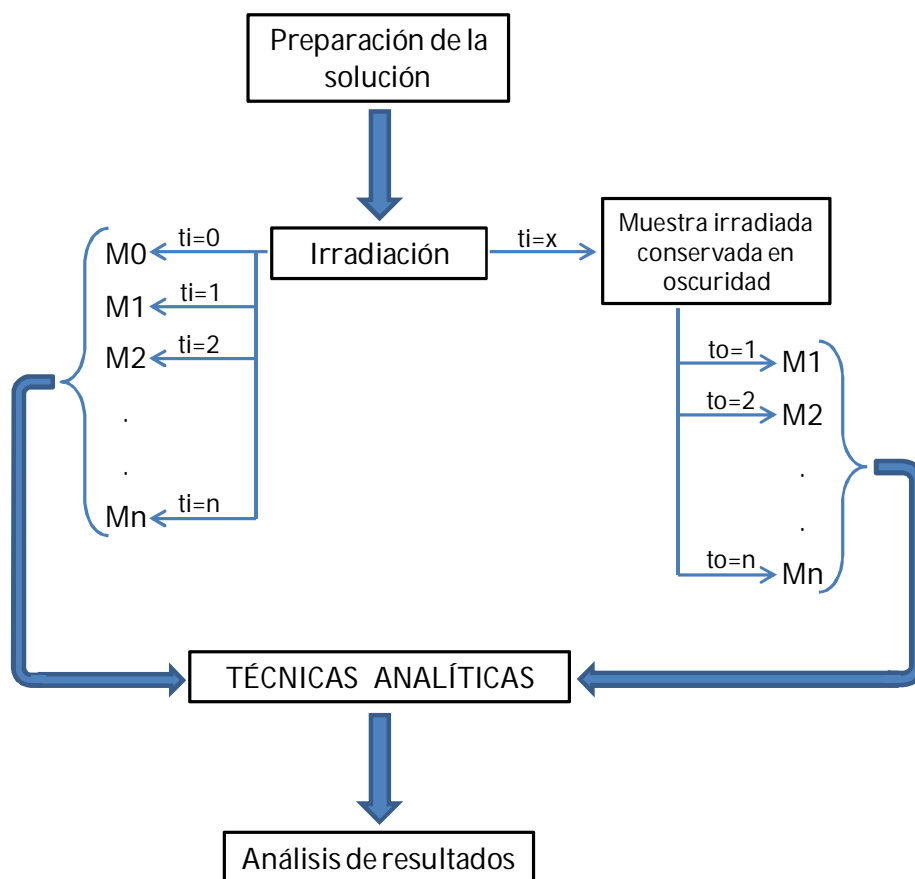 Preparación de la
solución
Irradiación
ti=0
M0
ti=1
M1
ti=2
M2
.
.
ti=n
Mn
ti=x
Muestra irradiada
conservada en
oscuridad
to=1
M1
to=2
M2
.
.
to=n
Mn
TÉCNICAS ANALÍTICAS
Análisis de resultados